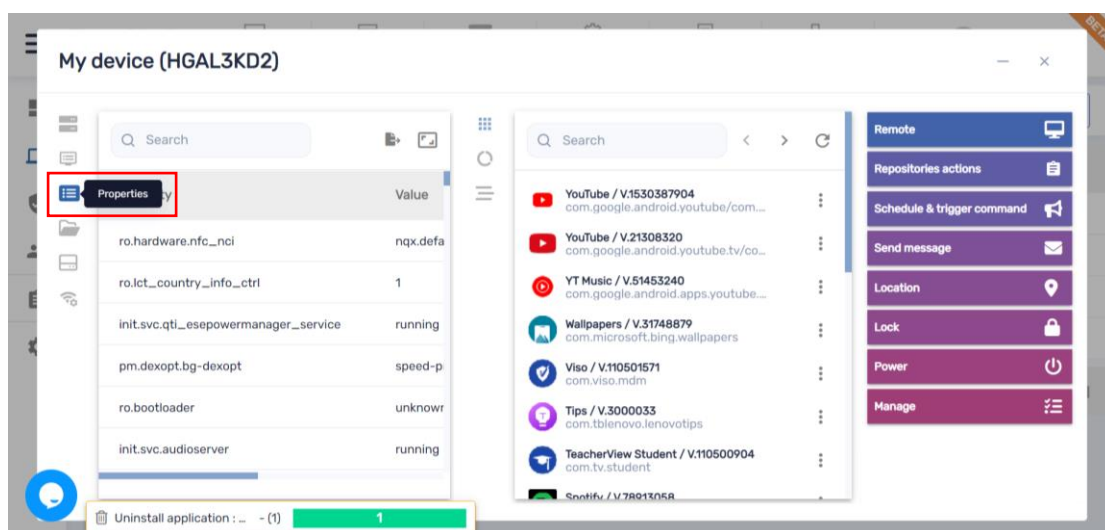 BETA
My device (HGAL3KD2)
Search
Properties
Value
ro.hardware.nfc_nci
nqx.defa
ro.lct_country_info_ctrl
1
init.svc.qti_esepowermanager_service
running
pm.dexopt.bg-dexopt
speed-p
ro.bootloader
unknowr
init.svc.audioserver
running
Search
YouTube / V.1530387904
com.google.android.youtube/com....
YouTube / V.21308320
com.google.android.youtube.tv/co...
YT Music / V.51453240
com.google.android.apps.youtube....
Wallpapers / V.31748879
com.microsoft.bing.wallpapers
Viso / V.110501571
com.viso.mdm
Tips / V.3000033
com.tblenovo.lenovotips
TeacherView Student / V.110500904
com.tv.student
Spotify / V.78913058
Remote
Repositories actions
Schedule & trigger command
Send message
Location
Lock
Power
Manage
Uninstall application : ... - (1)
1